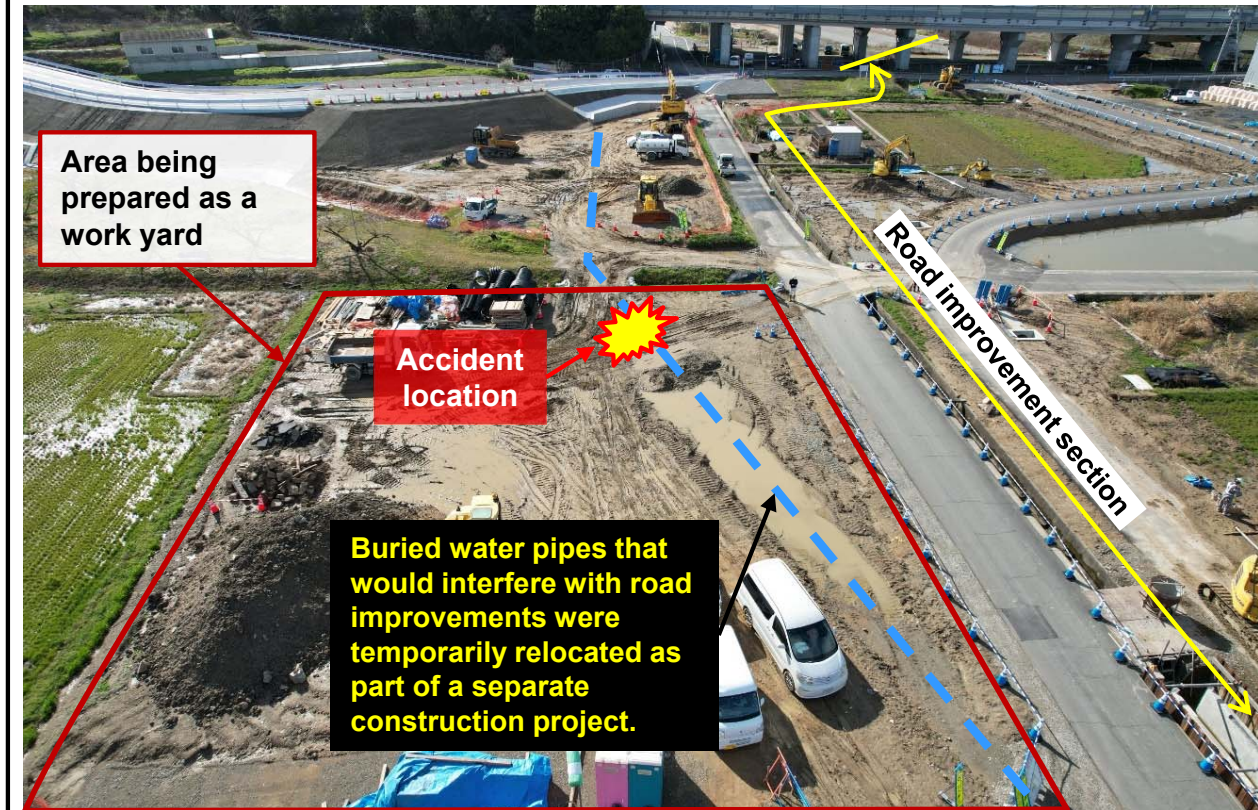 Area being
prepared as a
work yard
Road improvement section
Accident
location
Buried water pipes that
would interfere with road
improvements were
temporarily relocated as
part of a separate
construction project.